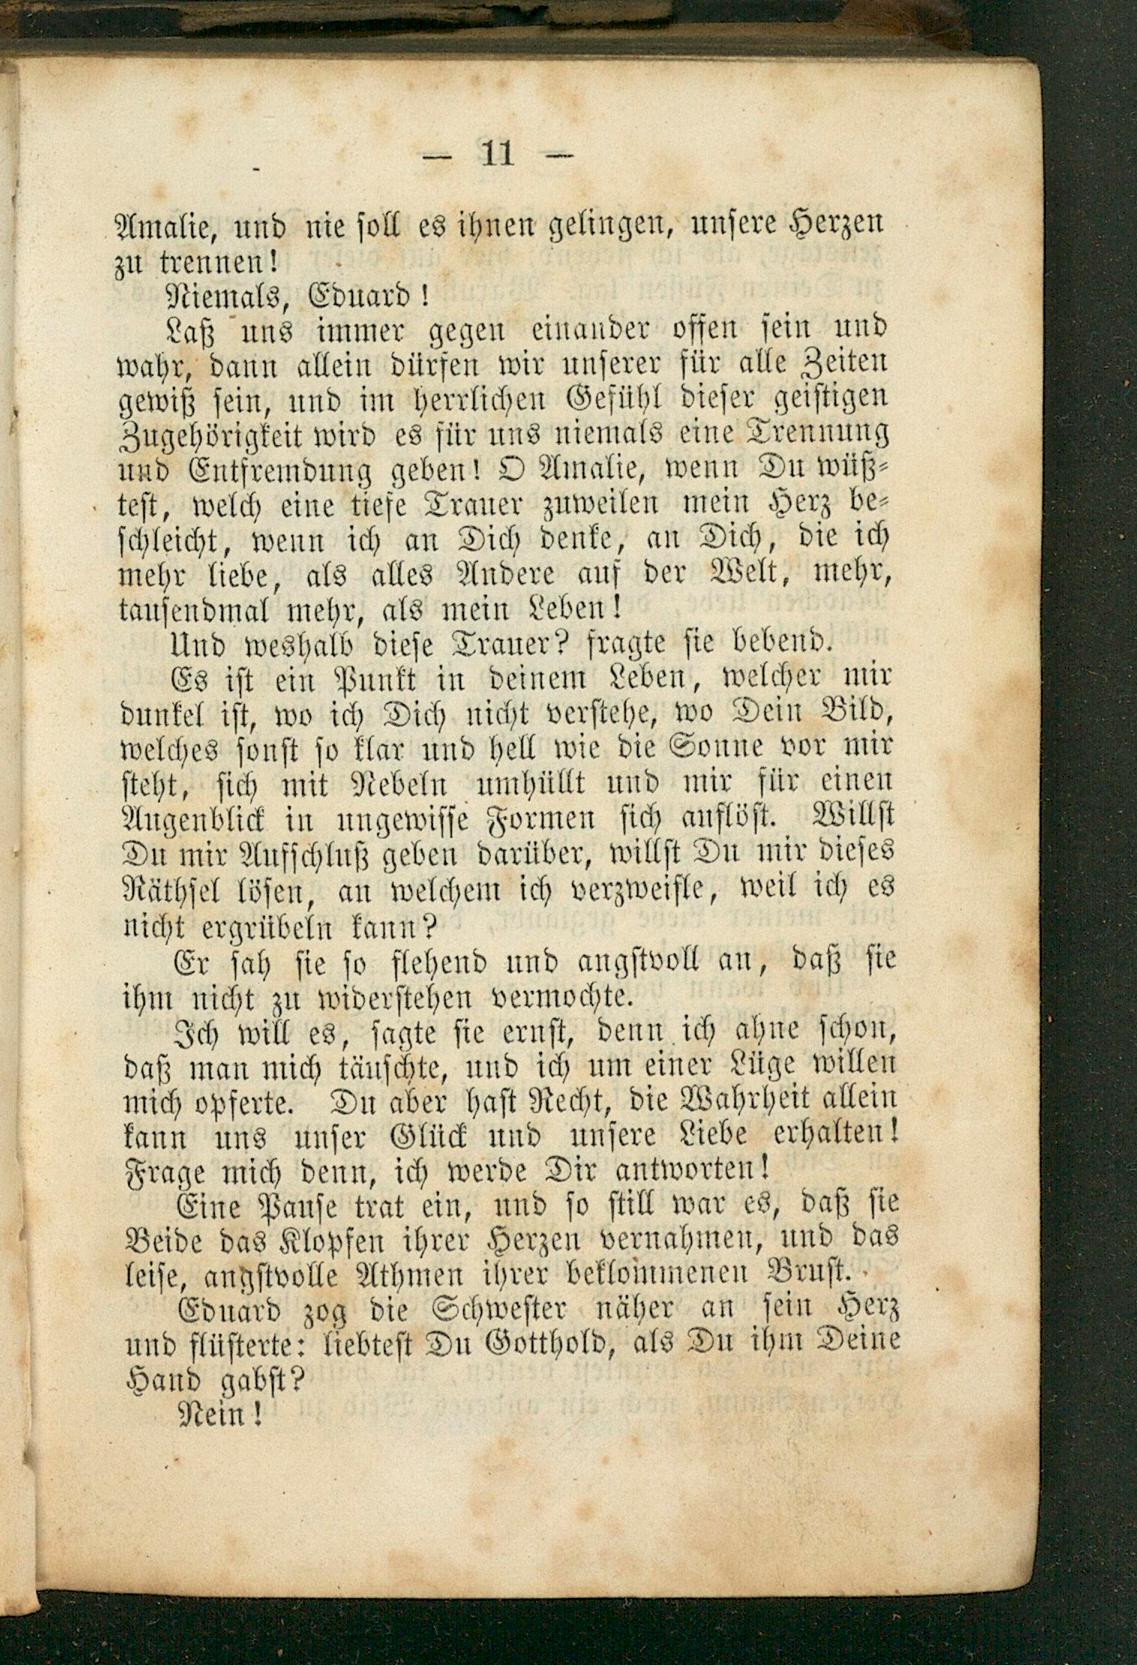 — 11 —
Amalie, und nie soll es ihnen gelingen, unsere Herzen
zu trennen!
Niemals, Eduard!
Laß uns immer gegen einander offen sein und
wahr, dann allein dürfen wir unserer für alle Zeiten
gewiß sein, und im herrlichen Gefühl dieser geistigen
Zugehörigkeit wird es für uns niemals eine Trennung
und Entfremdung geben! O Amalie, wenn Du wüß-
test, welch eine tiefe Trauer zuweilen mein Herz be-
schleicht, wenn ich an Dich denke, an Dich, die ich
mehr liebe, als alles Andere auf der Welt, mehr,
tausendmal mehr, als mein Leben!
Und weshalb diese Trauer? fragte sie bebend.
Es ist ein Punkt in deinem Leben, welcher mir
dunkel ist, wo ich Dich nicht verstehe, wo Dein Bild,
welches sonst so klar und hell wie die Sonne vor mir
steht, sich mit Nebeln umhüllt und mir für einen
Augenblick in ungewisse Formen sich auflöst. Willst
Du mir Aufschluß geben darüber, willst Du mir dieses
Räthsel lösen, an welchem ich verzweifle, weil ich es
nicht ergrübeln kann?
Er sah sie so flehend und angstvoll an, daß sie
ihm nicht zu widerstehen vermochte.
Ich will es, sagte sie ernst, denn ich ahne schon,
daß man mich täuschte, und ich um einer Lüge willen
mich opferte. Du aber hast Recht, die Wahrheit allein
kann uns unser Glück und unsere Liebe erhalten!
Frage mich denn, ich werde Dir antworten!
Eine Pause trat ein, und so still war es, daß sie
Beide das Klopfen ihrer Herzen vernahmen, und das
leise, angstvolle Athmen ihrer beklommenen Brust.
Eduard zog die Schwester näher an sein Herz
und flüsterte: liebtest Du Gotthold, als Du ihm Deine
Hand gabst?
Nein!